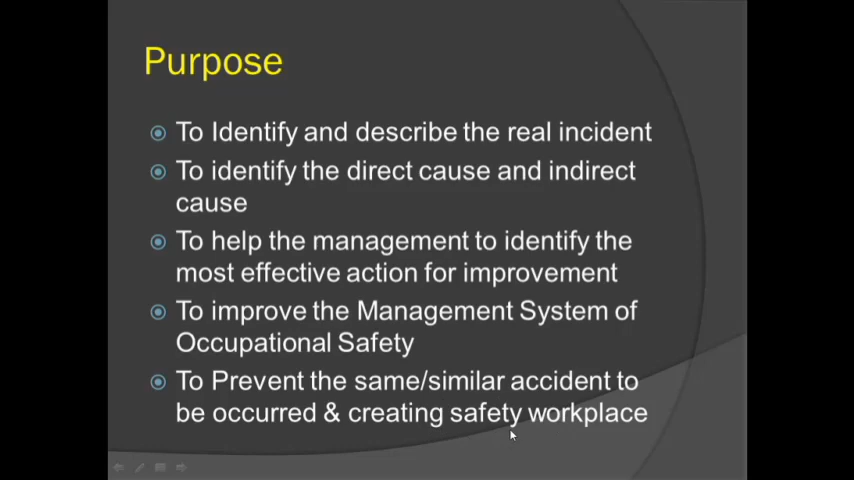 Purpose
To Identify and describe the real incident
To identify the direct cause and indirect
cause
To help the management to identify the
most effective action for improvement
To improve the Management System of
Occupational Safety
To Prevent the same/similar accident to
be occurred & creating safety workplace